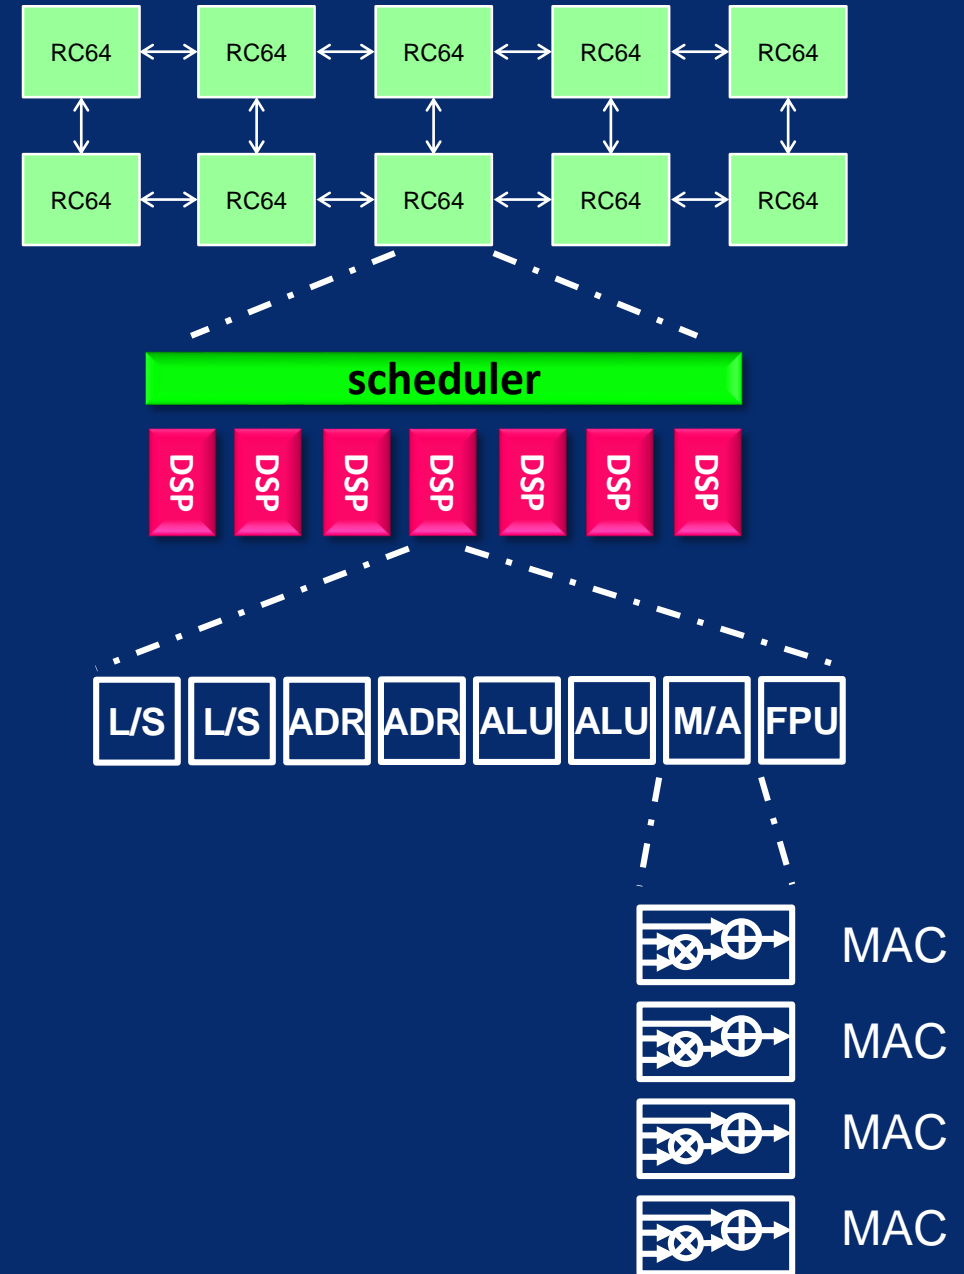 RC64 RC64 RC64 RC64 RC64
RC64 RC64 RC64 RC64 RC64
scheduler
DSP DSP DSP DSP DSP DSP DSP
L/S L/S ADR ADR ALU ALU M/A FPU
MAC
MAC
MAC
MAC